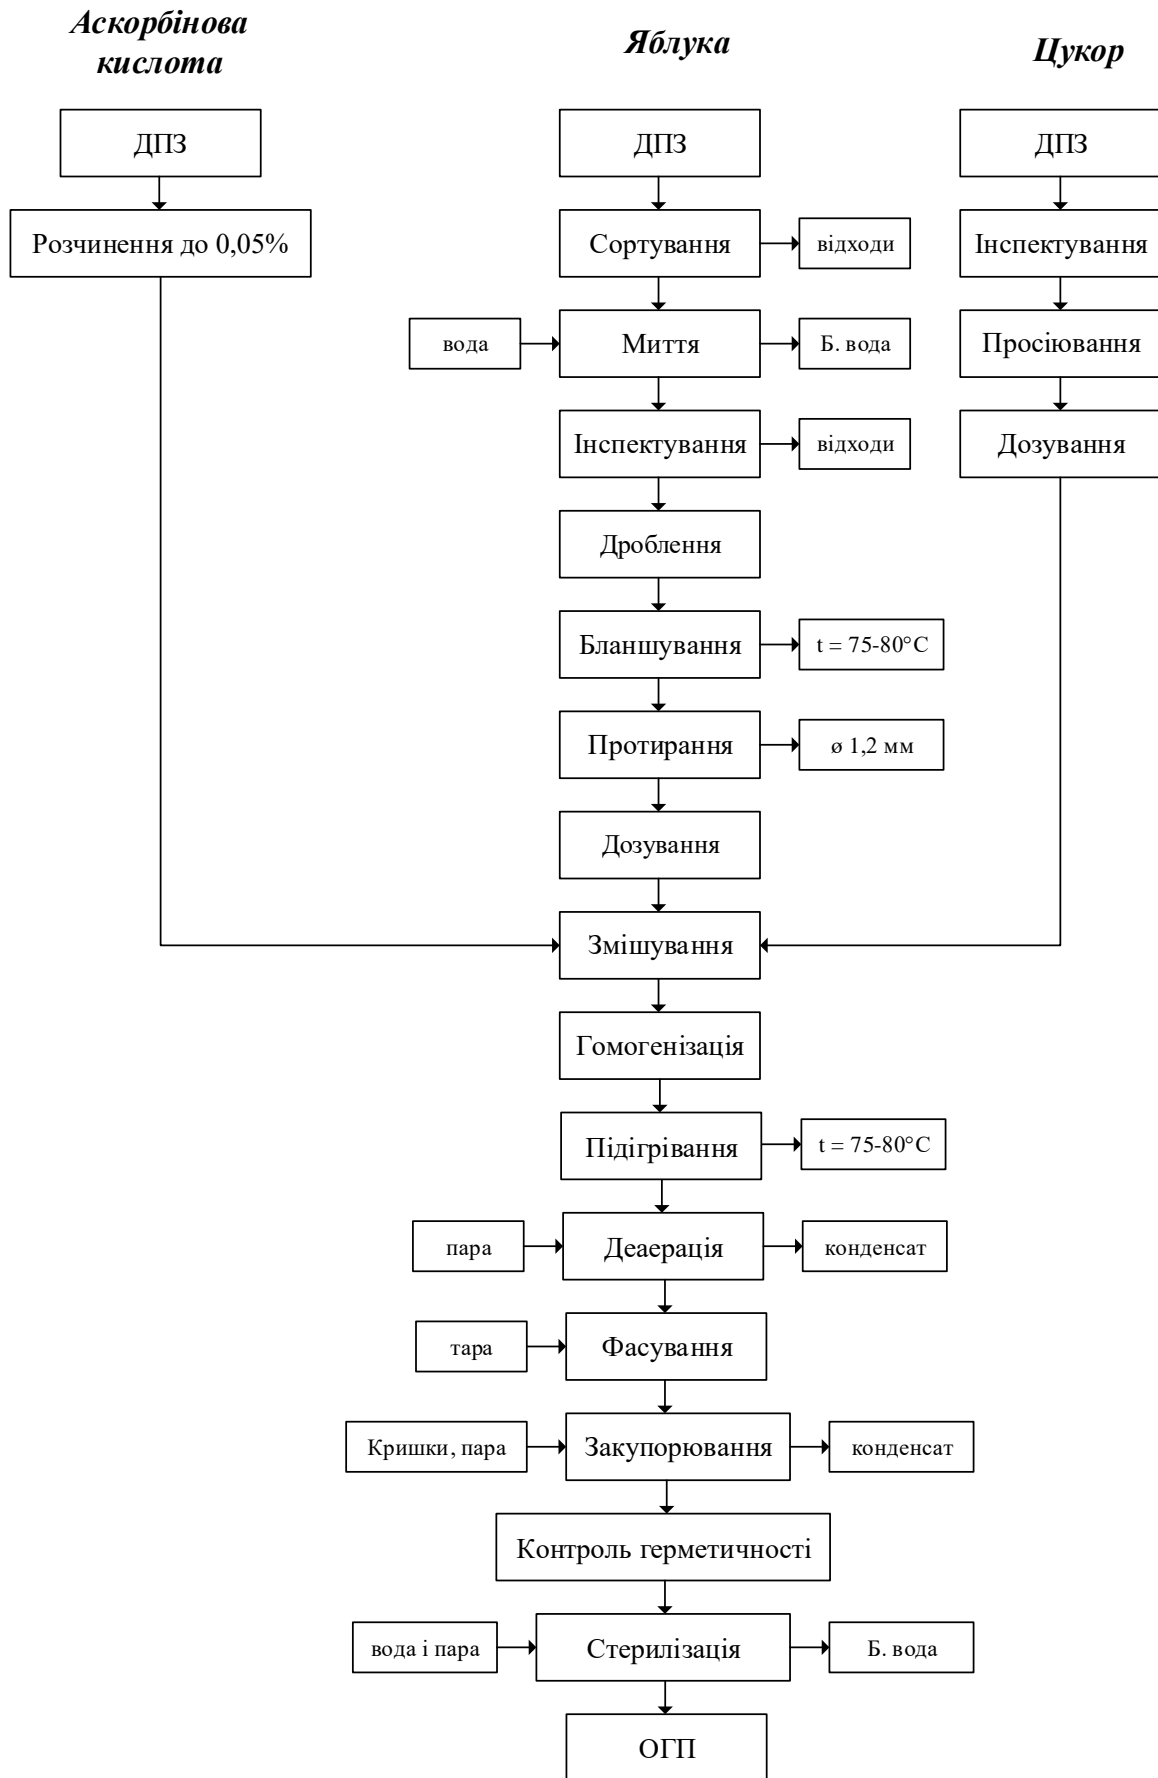 Аскорбінова
кислота
Яблука
Цукор
ДПЗ
ДПЗ
ДПЗ
Розчинення до 0,05%
Сортування
відходи
Інспектування
вода
Миття
Б. вода
Просіювання
Інспектування
відходи
Дозування
Дроблення
Бланшування
t = 75-80°C
Протирання
ø 1,2 мм
Дозування
Змішування
Гомогенізація
Підігрівання
t = 75-80°C
пара
Деаерація
конденсат
тара
Фасування
Кришки, пара
Закупорювання
конденсат
Контроль герметичності
вода і пара
Стерилізація
Б. вода
ОГП